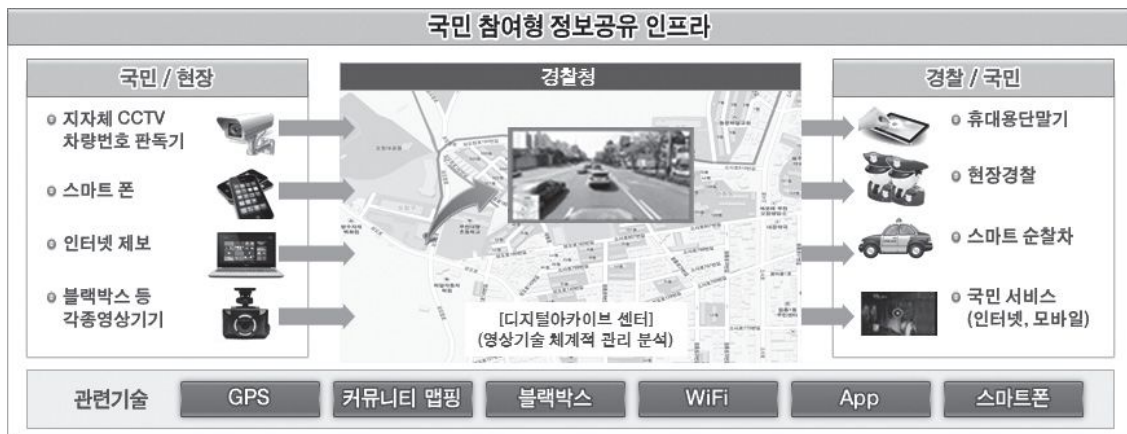 국민 참여형 정보공유 인프라
국민 / 현장
지자체 CCTV
차량번호 판독기
스마트 폰
인터넷 제보
블랙박스 등
각종영상기기
경찰청
[디지털아카이브 센터]
(영상기술 체계적 관리 분석)
경찰 / 국민
휴대용단말기
현장경찰
스마트 순찰차
국민 서비스
(인터넷, 모바일)
관련기술
GPS
커뮤니티 맵핑
블랙박스
WiFi
App
스마트폰